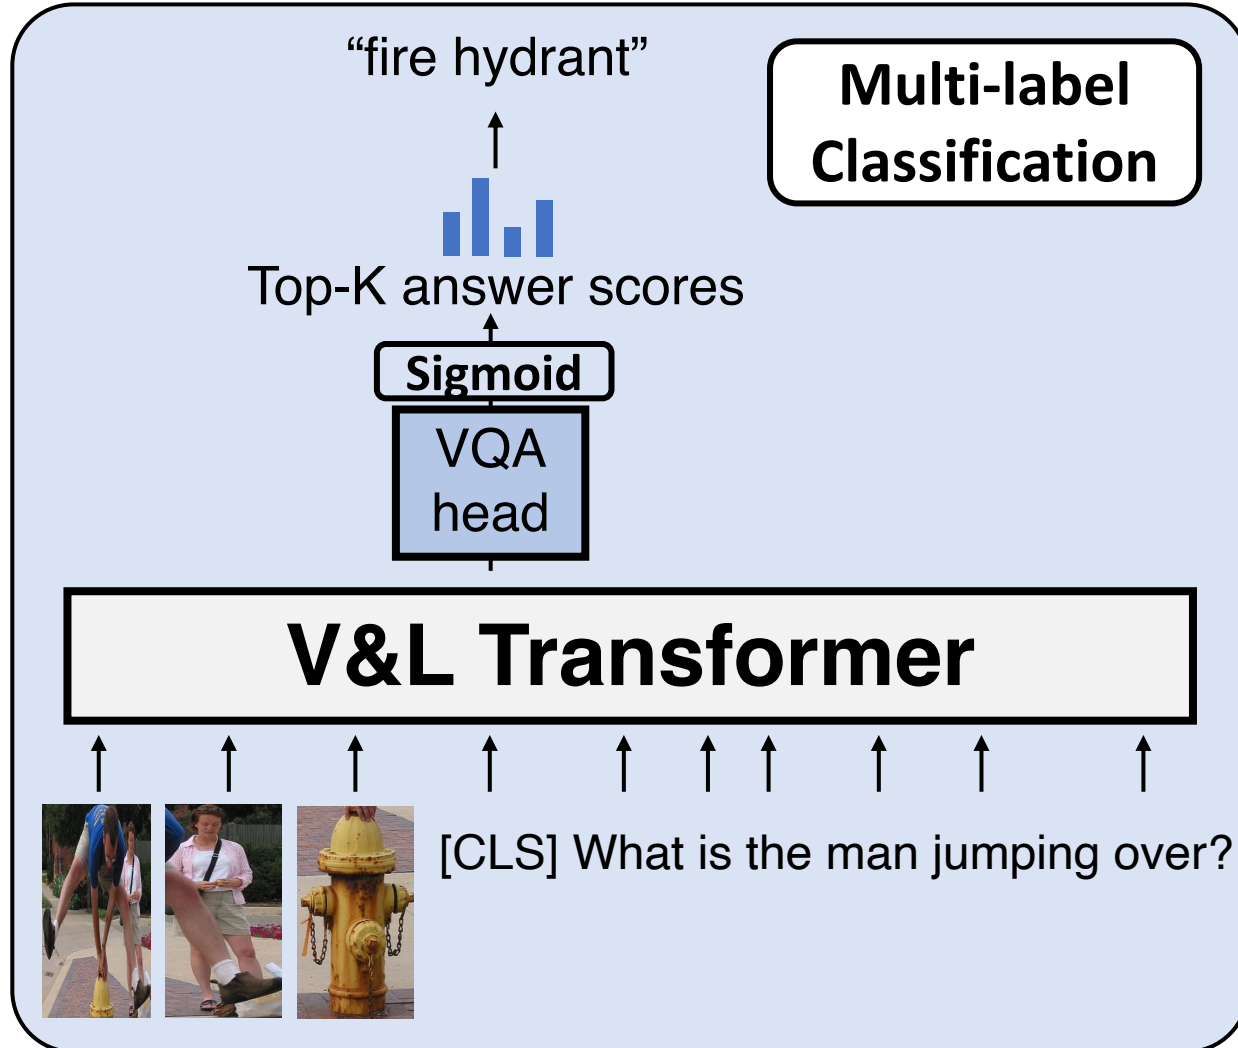 “fire hydrant”
Multi-label
Classification
Top-K answer scores
Sigmoid
VQA
head
V&L Transformer
[CLS] What is the man jumping over?